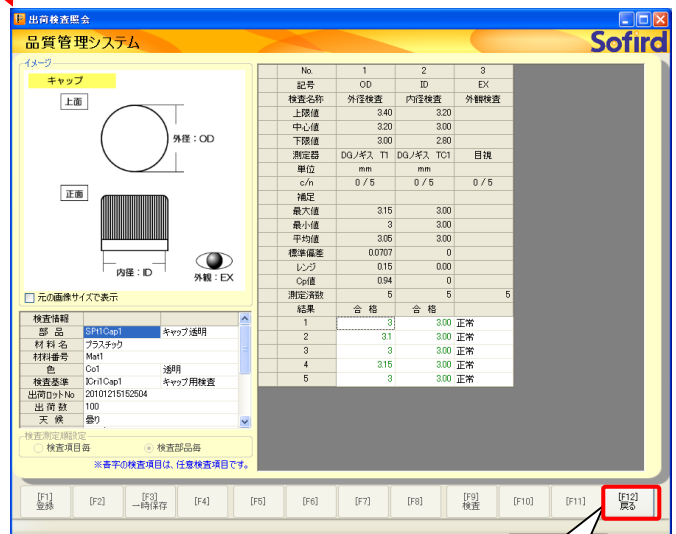 出荷検査照会
品質管理システム
Sofird
イメージ
キャップ
上面
外径：OD
正面
内径：ID
外観：EX
元の画像サイズで表示
No. 1 2 3
記号 OD ID EX
検査名称 外径検査 内径検査 外観検査
上限値 3.40 3.20
中心値 3.20 3.00
下限値 3.00 2.80
測定器 DGノギス T1 DGノギス TC1 目視
単位 mm mm
c/n 0 / 5 0 / 5 0 / 5
補足
最大値 3.15 3.00
最小値 3 3.00
平均値 3.05 3.00
標準偏差 0.0707 0
レンジ 0.15 0.00
Cp値 0.94 0
測定済数 5 5 5
結果 合 格 合 格
1 3 3.00 正常
2 3.1 3.00 正常
3 3 3.00 正常
4 3.15 3.00 正常
5 3 3.00 正常
検査情報
部 品 SPt1Cap1 キャップ透明
材 料 名 プラスチック
材料番号 Mat1
色 Co1 透明
検査基準 ICri1Cap1 キャップ用検査
出荷ロットNo 20101215152504
出 荷 数 100
天 候 曇り
検査測定順設定
検査項目毎 検査部品毎
※青字の検査項目は、任意検査項目です。
[F1] 登録 [F2] [F3] 一時保存 [F4] [F5] [F6] [F7] [F8] [F9] 検査 [F10] [F11] [F12] 戻る